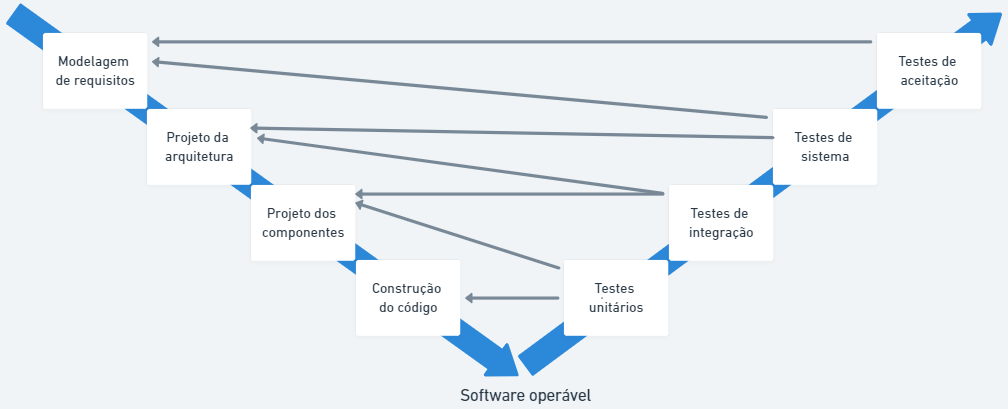 Modelagem
de requisitos
Testes de
aceitação
Projeto da
arquitetura
Testes de
sistema
Projeto dos
componentes
Testes de
integração
Construção
do código
Testes
unitários
Software operável